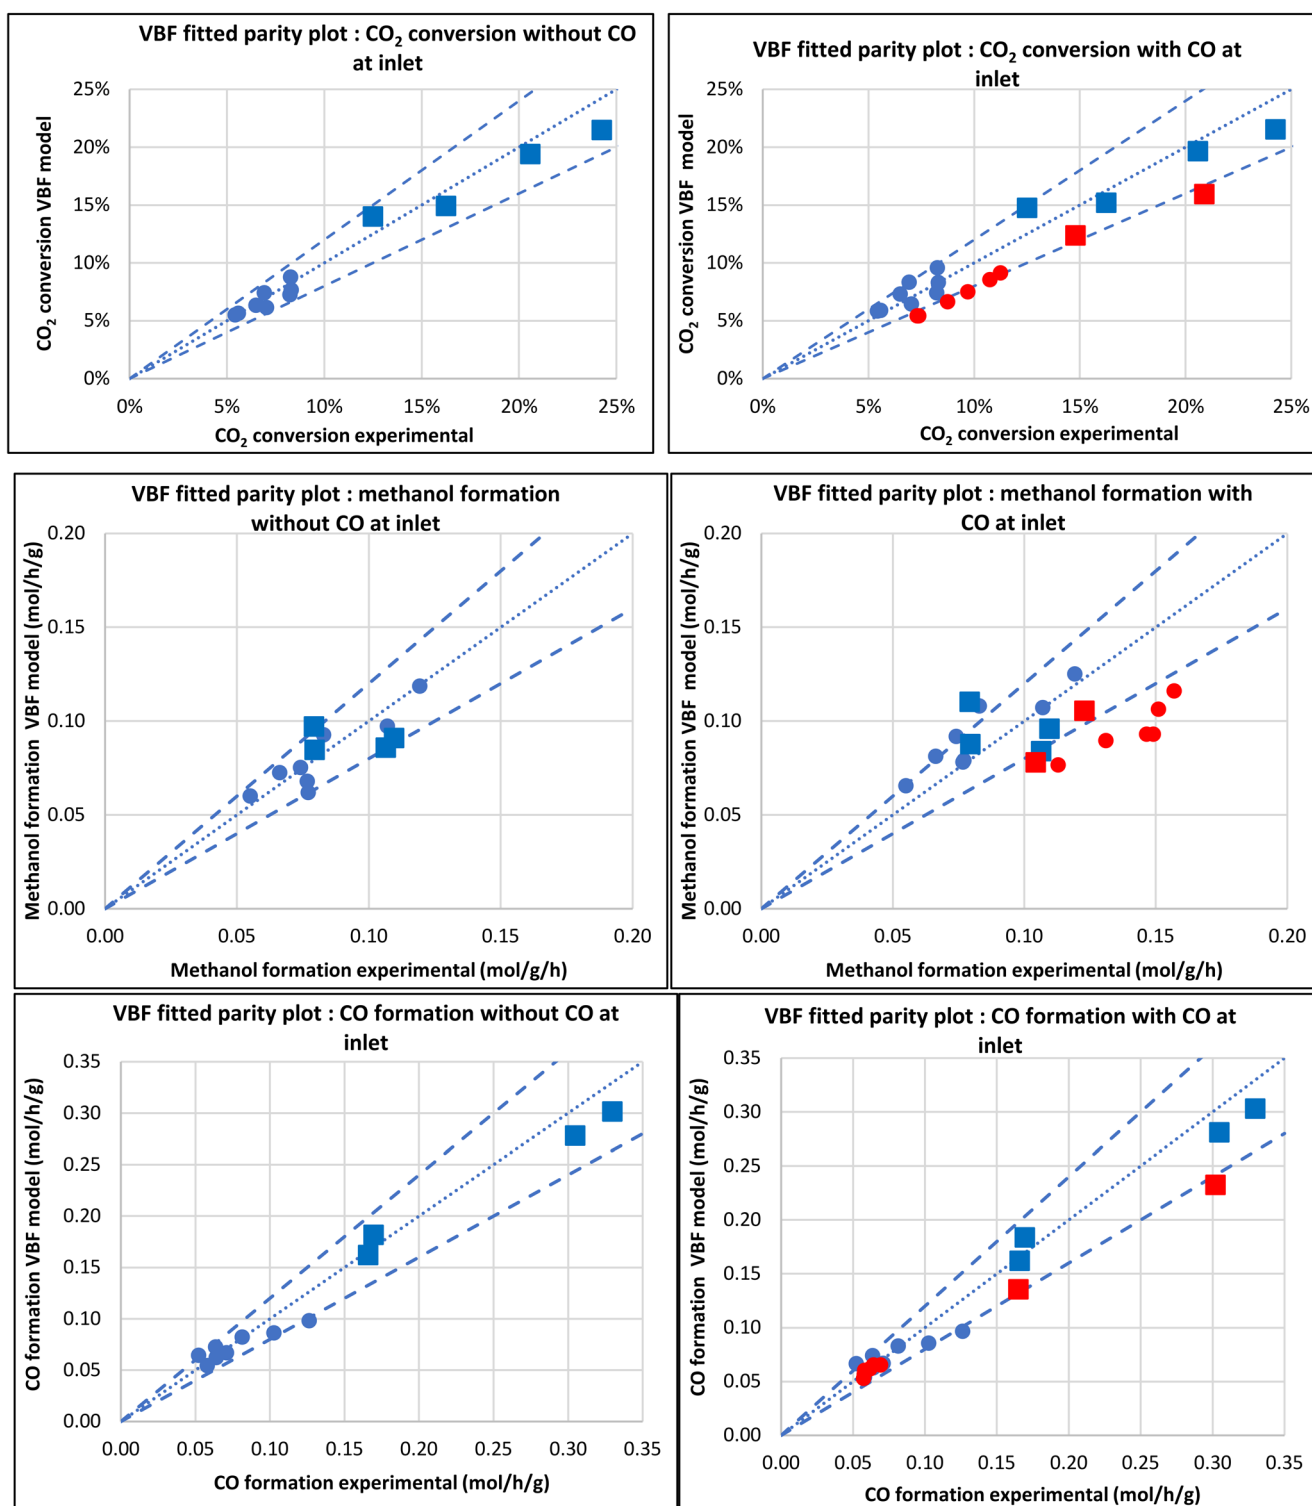 VBF fitted parity plot : CO₂ conversion without CO
at inlet
CO₂ conversion VBF model
25%
20%
15%
10%
5%
0%
0% 5% 10% 15% 20% 25%
CO₂ conversion experimental
VBF fitted parity plot : CO₂ conversion with CO at
inlet
CO₂ conversion VBF model
25%
20%
15%
10%
5%
0%
0% 5% 10% 15% 20% 25%
CO₂ conversion experimental
VBF fitted parity plot : methanol formation
without CO at inlet
Methanol formation VBF model (mol/h/g)
0.20
0.15
0.10
0.05
0.00
0.00 0.05 0.10 0.15 0.20
Methanol formation experimental (mol/g/h)
VBF fitted parity plot : methanol formation with
CO at inlet
Methanol formation VBF model (mol/h/g)
0.20
0.15
0.10
0.05
0.00
0.00 0.05 0.10 0.15 0.20
Methanol formation experimental (mol/g/h)
VBF fitted parity plot : CO formation without CO at
inlet
CO formation VBF model (mol/h/g)
0.35
0.30
0.25
0.20
0.15
0.10
0.05
0.00
0.00 0.05 0.10 0.15 0.20 0.25 0.30 0.35
CO formation experimental (mol/h/g)
VBF fitted parity plot : CO formation with CO at
inlet
CO formation VBF model (mol/h/g)
0.35
0.30
0.25
0.20
0.15
0.10
0.05
0.00
0.00 0.05 0.10 0.15 0.20 0.25 0.30 0.35
CO formation experimental (mol/h/g)